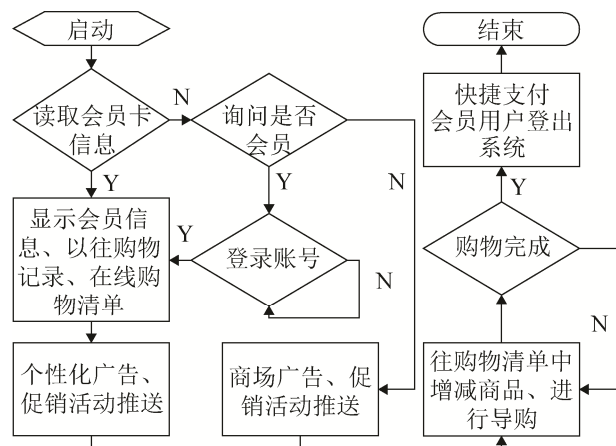 启动
读取会员卡
信息
N
Y
询问是否
会员
Y
N
显示会员信
息、以往购物
记录、在线购
物清单
Y
登录账号
N
个性化广告、
促销活动推送
商场广告、促
销活动推送
结束
快捷支付
会员用户登出
系统
Y
购物完成
N
往购物清单中
增减商品、进
行导购